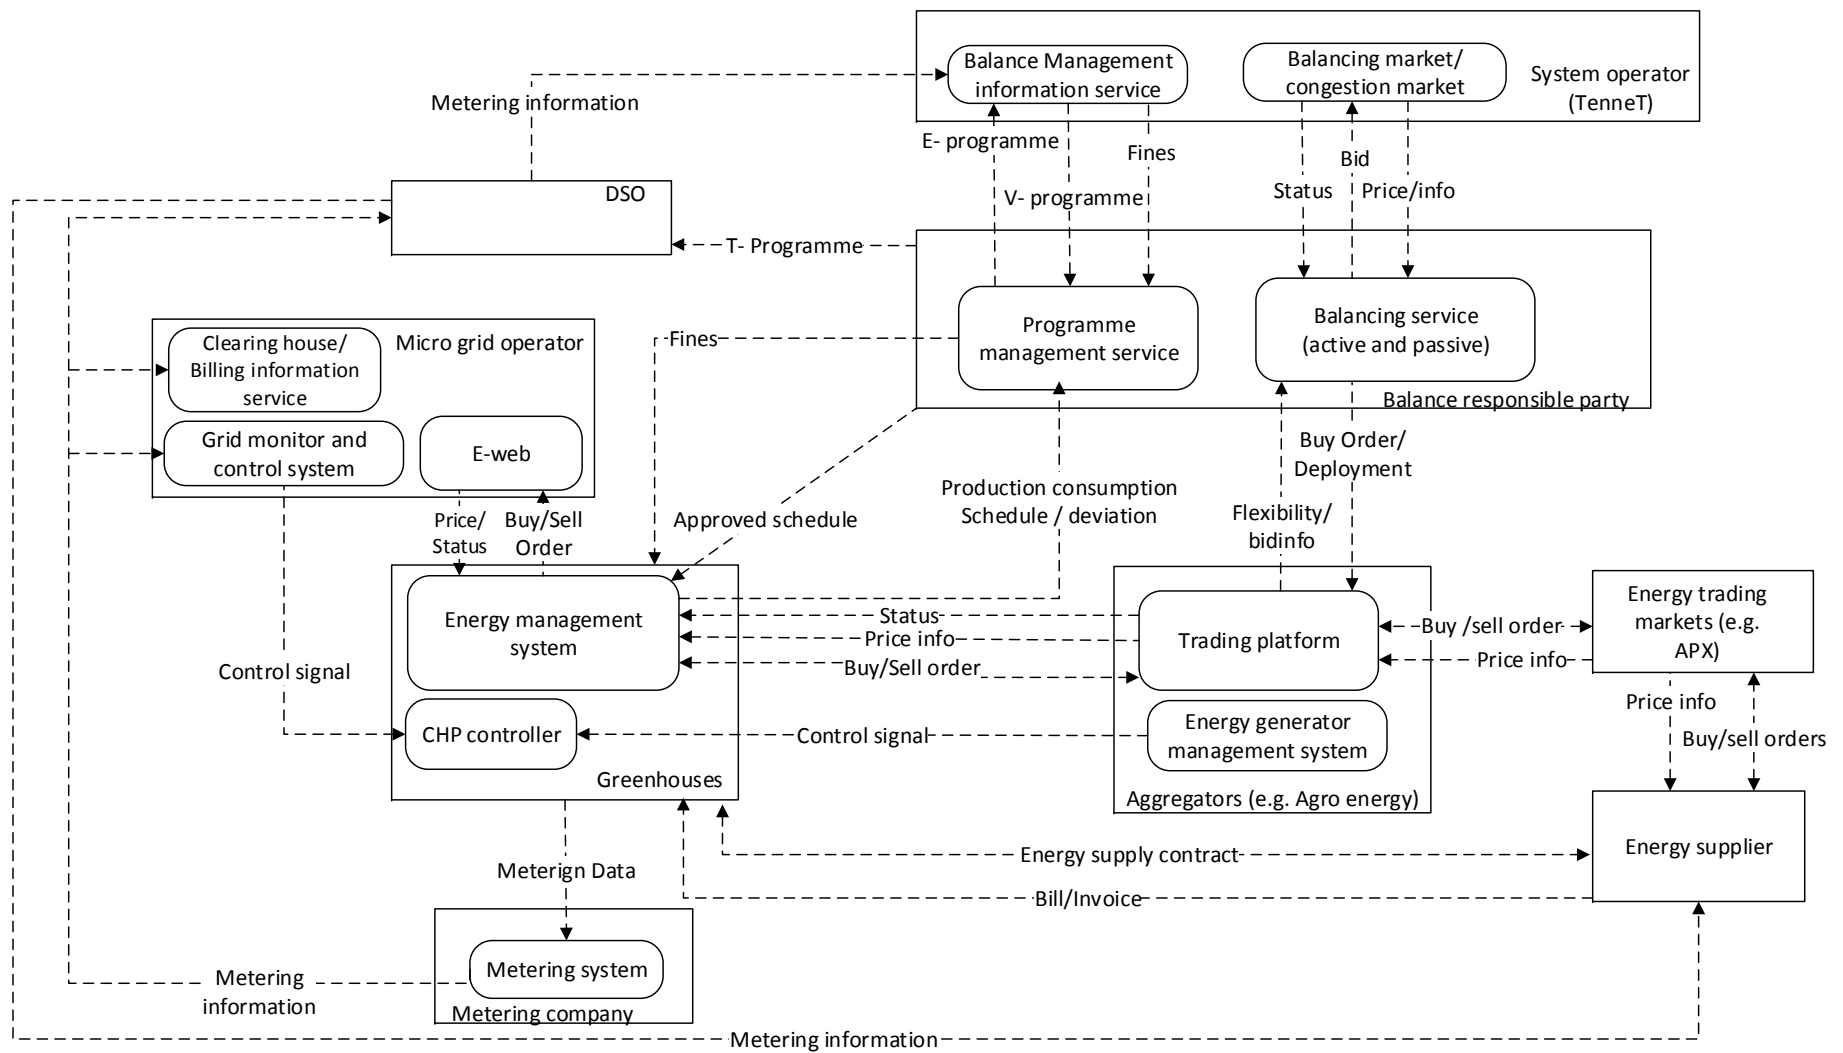 Balance Management
information service
Balancing market/
congestion market
System operator
(TenneT)
Metering information
E- programme
Fines
Bid
V- programme
Status
Price/info
DSO
T- Programme
Programme
management service
Balancing service
(active and passive)
Balance responsible party
Fines
Clearing house/
Billing information
service
Micro grid operator
Grid monitor and
control system
E-web
Price/
Status
Buy/Sell
Order
Approved schedule
Production consumption
Schedule / deviation
Flexibility/
bidinfo
Buy Order/
Deployment
Energy management
system
Status
Price info
Buy/Sell order
Trading platform
Buy /sell order
Price info
Energy trading
markets (e.g.
APX)
Control signal
CHP controller
Greenhouses
Control signal
Energy generator
management system
Aggregators (e.g. Agro energy)
Price info
Buy/sell orders
Energy supply contract
Energy supplier
Bill/Invoice
Meterign Data
Metering system
Metering company
Metering
information
Metering information